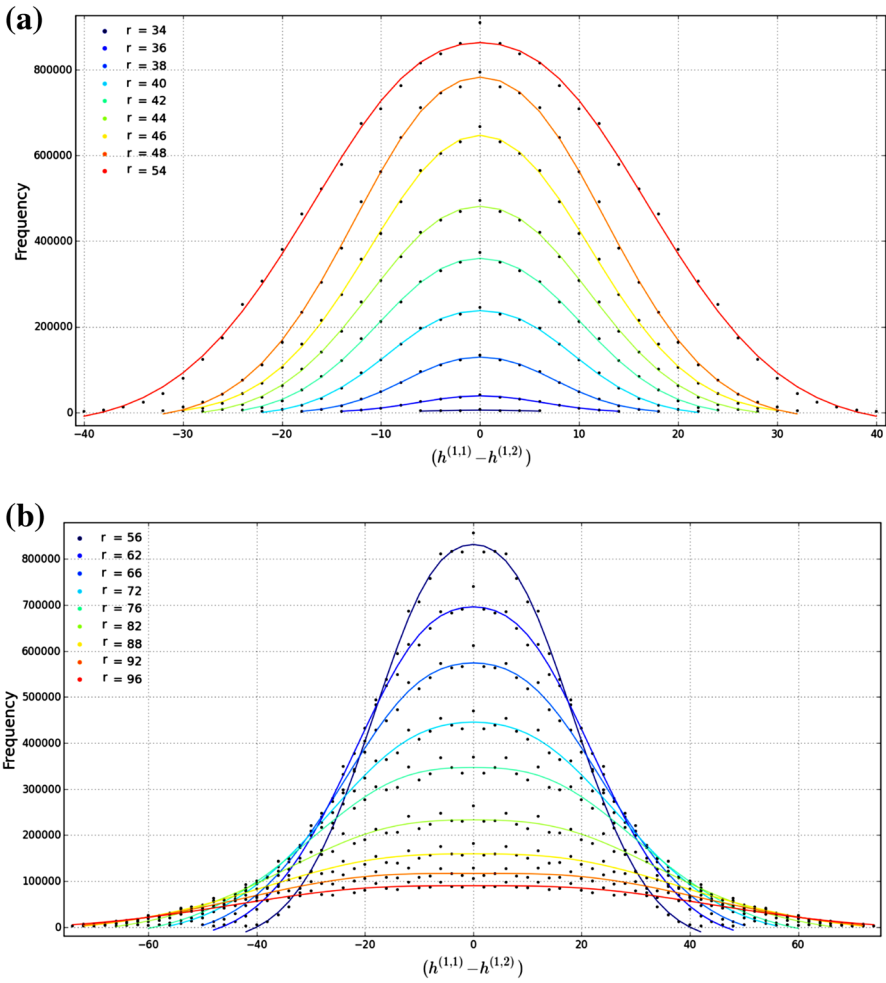 (a)
r = 34
r = 36
r = 38
r = 40
r = 42
r = 44
r = 46
r = 48
r = 54
800000
600000
400000
200000
0
Frequency
−40 −30 −20 −10 0 10 20 30 40
(h^(1,1) − h^(1,2))
(b)
r = 56
r = 62
r = 66
r = 72
r = 76
r = 82
r = 88
r = 92
r = 96
800000
700000
600000
500000
400000
300000
200000
100000
0
Frequency
−60 −40 −20 0 20 40 60
(h^(1,1) − h^(1,2))